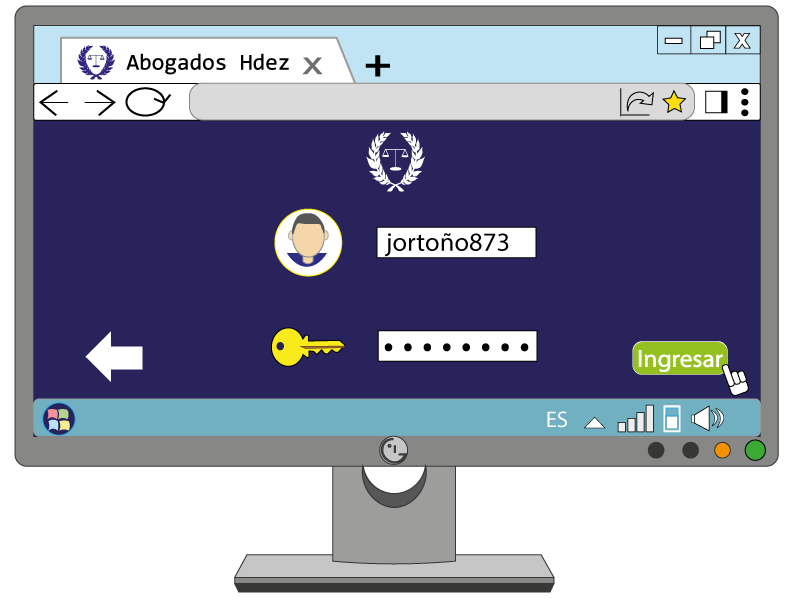 Abogados Hdez X
X
jortoño873
Ingresar
ES